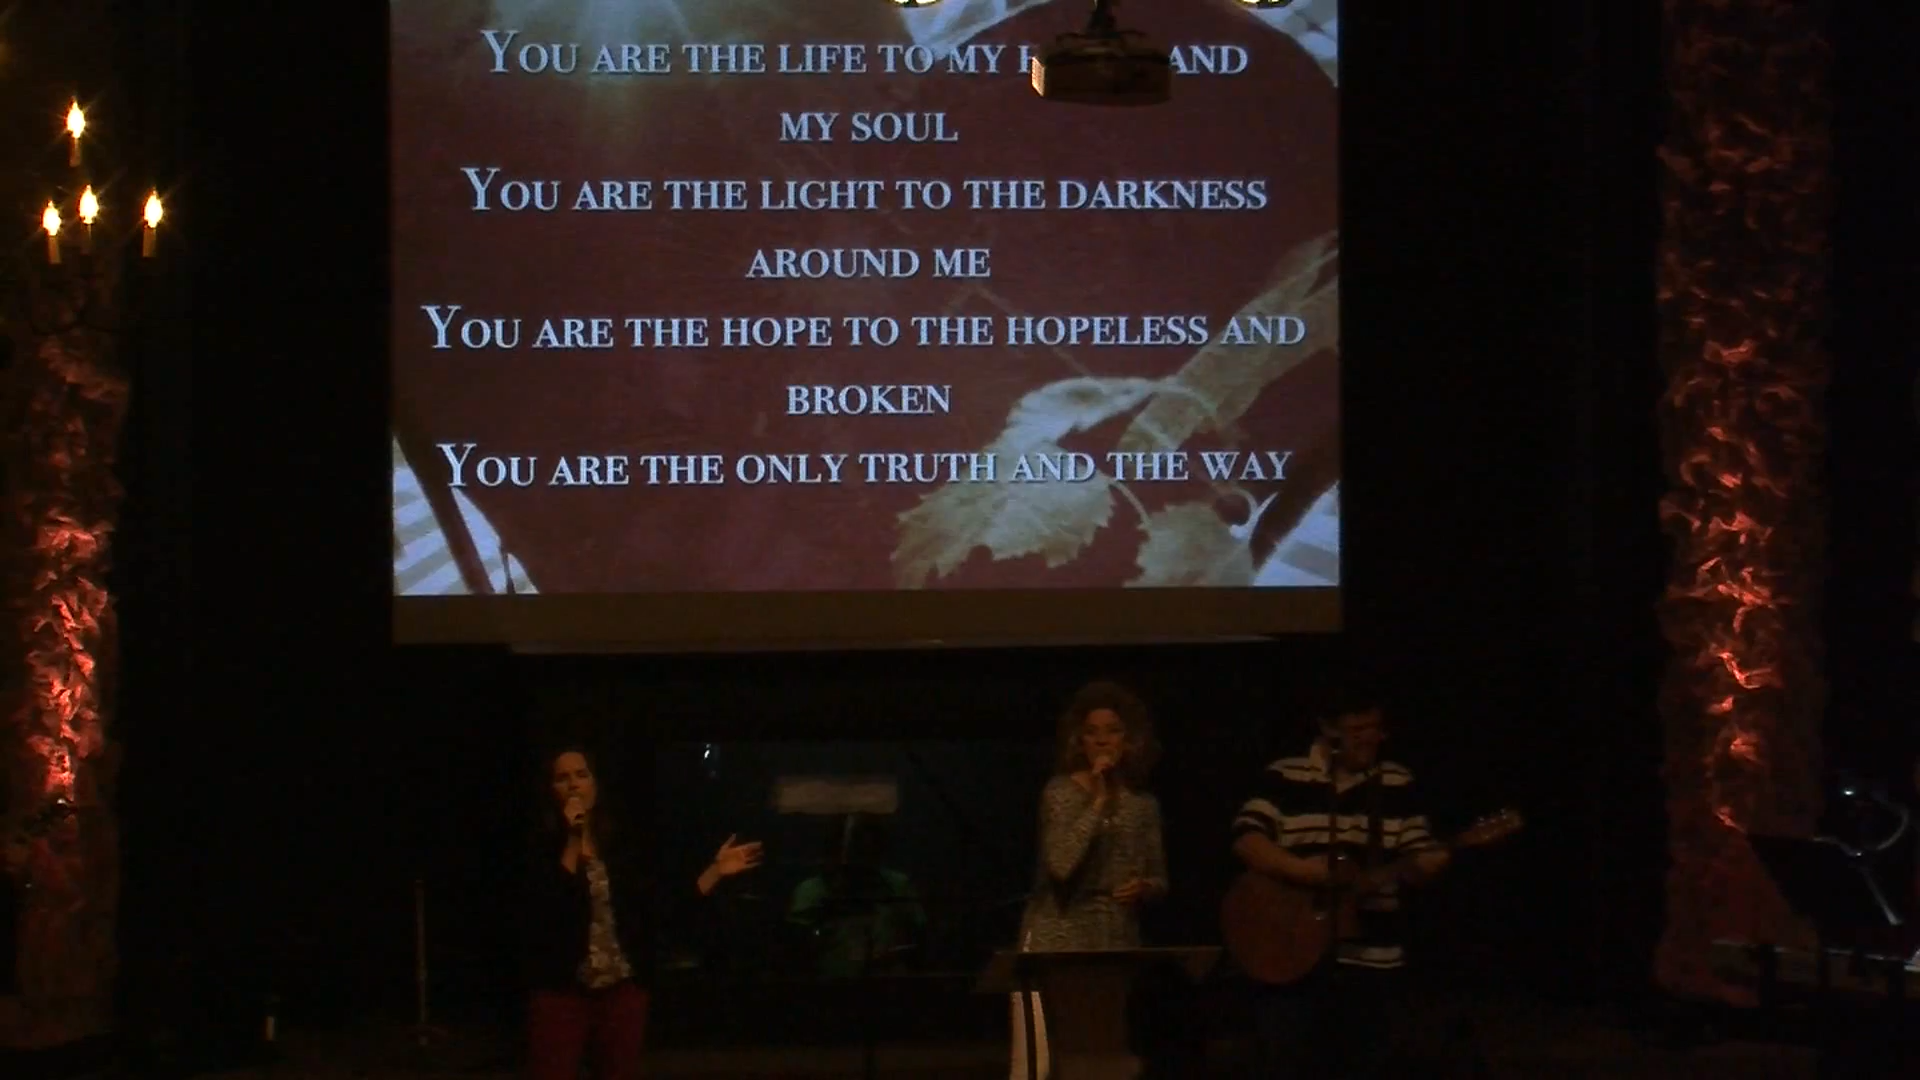 You are the life to my and
my soul
You are the light to the darkness
around me
You are the hope to the hopeless and
broken
You are the only truth and the way